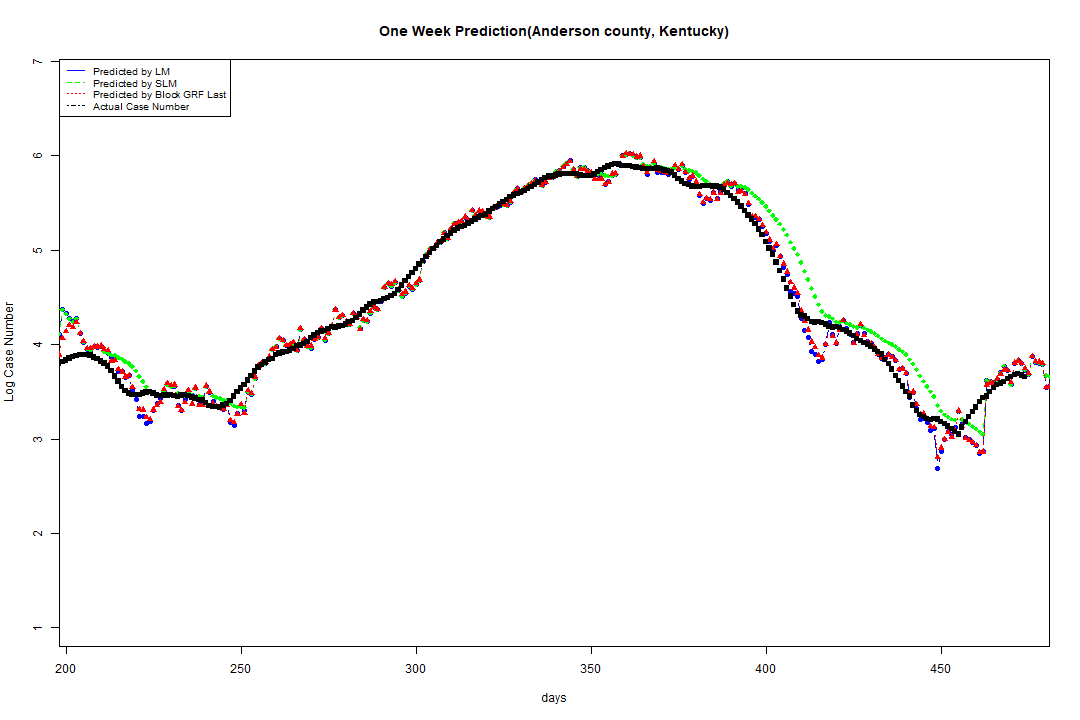 One Week Prediction(Anderson county, Kentucky)
Predicted by LM
Predicted by SLM
Predicted by Block GRF Last
Actual Case Number
7
6
5
4
3
2
1
Log Case Number
200 250 300 350 400 450
days